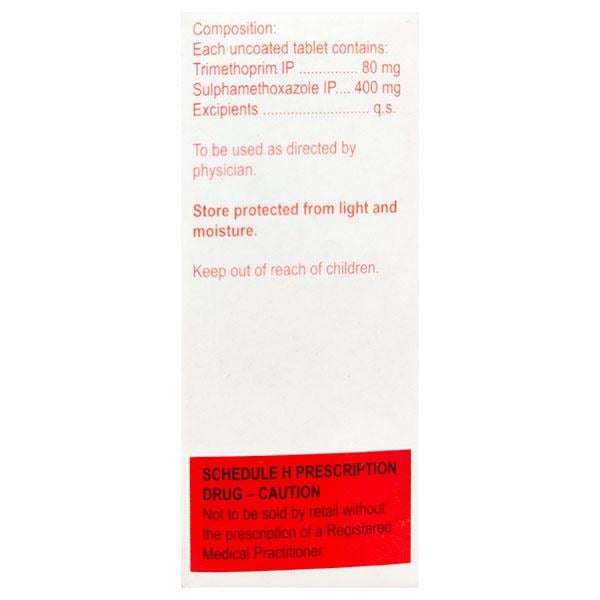 Composition:
Each uncoated tablet contains:
Trimethoprim IP ............... 80 mg
Sulphamethoxazole IP.... 400 mg
Excipients ........................... q.s.
To be used as directed by
physician.
Store protected from light and
moisture.
Keep out of reach of children.
SCHEDULE H PRESCRIPTION
DRUG – CAUTION
Not to be sold by retail without
the prescription of a Registered
Medical Practitioner.